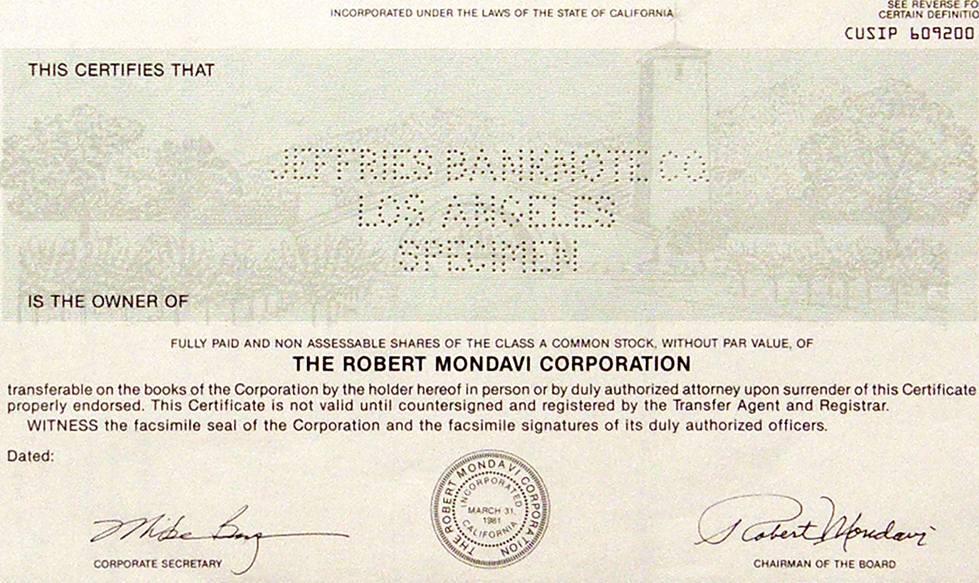 INCORPORATED UNDER THE LAWS OF THE STATE OF CALIFORNIA
SEE REVERSE FO
CERTAIN DEFINITIO
CUSIP 609200
THIS CERTIFIES THAT
JEFFRIES BANKNOTE CO.
LOS ANGELES
SPECIMEN
IS THE OWNER OF
FULLY PAID AND NON ASSESSABLE SHARES OF THE CLASS A COMMON STOCK, WITHOUT PAR VALUE, OF
THE ROBERT MONDAVI CORPORATION
transferable on the books of the Corporation by the holder hereof in person or by duly authorized attorney upon surrender of this Certificate
properly endorsed. This Certificate is not valid until countersigned and registered by the Transfer Agent and Registrar.
WITNESS the facsimile seal of the Corporation and the facsimile signatures of its duly authorized officers.
Dated:
THE ROBERT MONDAVI CORPORATION
INCORPORATED
MARCH 31,
1981
CALIFORNIA
Mike
Robert Mondavi
CORPORATE SECRETARY
CHAIRMAN OF THE BOARD